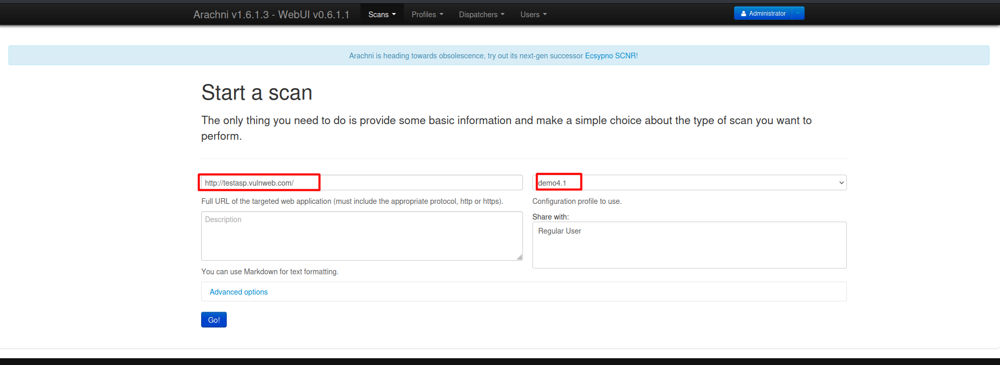 Arachni v1.6.1.3 - WebUI v0.6.1.1 Scans Profiles Dispatchers Users Administrator
Arachni is heading towards obsolescence, try out its next-gen successor Ecsypno SCNR!
Start a scan
The only thing you need to do is provide some basic information and make a simple choice about the type of scan you want to
perform.
http://testasp.vulnweb.com/ demo4.1
Full URL of the targeted web application (must include the appropriate protocol, http or https). Configuration profile to use.
Share with:
Description
Regular User
You can use Markdown for text formatting.
Advanced options
Go!